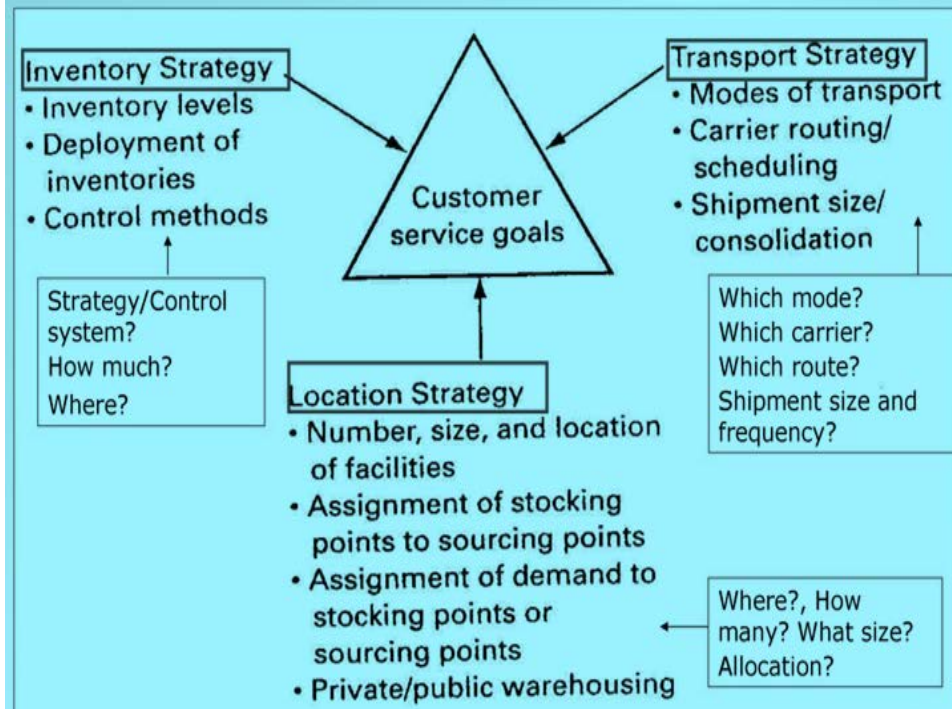 Inventory Strategy
• Inventory levels
• Deployment of
inventories
• Control methods
Strategy/Control
system?
How much?
Where?
Customer
service goals
Transport Strategy
• Modes of transport
• Carrier routing/
scheduling
• Shipment size/
consolidation
Which mode?
Which carrier?
Which route?
Shipment size and
frequency?
Location Strategy
• Number, size, and location
of facilities
• Assignment of stocking
points to sourcing points
• Assignment of demand to
stocking points or
sourcing points
• Private/public warehousing
Where?, How
many? What size?
Allocation?